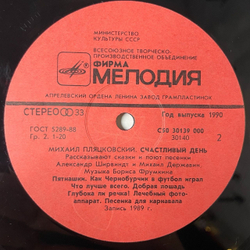 МИНИСТЕРСТВО
КУЛЬТУРЫ СССР
ВСЕСОЮЗНОЕ ТВОРЧЕСКО-
ПРОИЗВОДСТВЕННОЕ ОБЪЕДИНЕНИЕ
ФИРМА
МЕЛОДИЯ
АПРЕЛЕВСКИЙ ОРДЕНА ЛЕНИНА ЗАВОД ГРАМПЛАСТИНОК
СТЕРЕО 33
Год выпуска 1990
ГОСТ 5289-88
Гр. 2. 1-20
С50 30139 000
30140
2
МИХАИЛ ПЛЯЦКОВСКИЙ. СЧАСТЛИВЫЙ ДЕНЬ
Рассказывают сказки и поют песенки
Александр Ширвиндт и Михаил Державин.
Музыка Бориса Фрумкина
Пятнашки. Как Чернобурчик в футбол играл
Что лучше всего. Добрая лошадь
Глубока ли речка? Лечебный фото-
аппарат. Песенка для карнавала
Запись 1989 г.